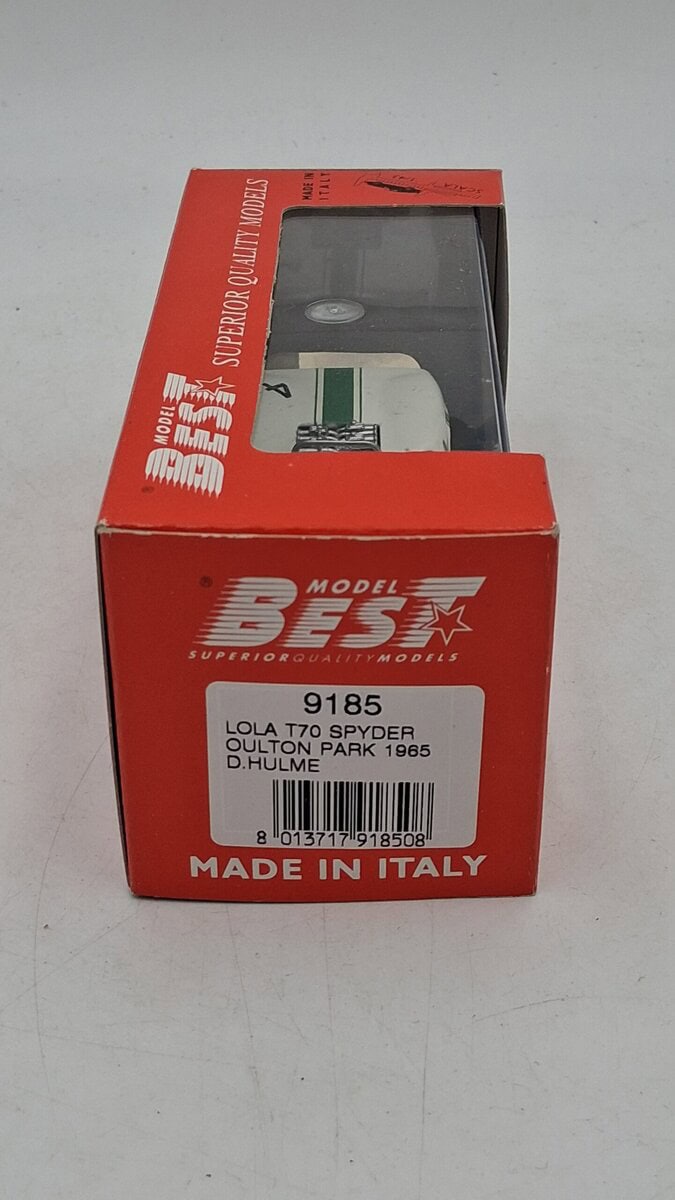 MADE IN
ITALY
SUPERIOR QUALITY MODELS
MODEL
BEST
®
®
MODEL
BEST
SUPERIORQUALITYMODELS
9185
LOLA T70 SPYDER
OULTON PARK 1965
D.HULME
8 013717 918508
MADE IN ITALY